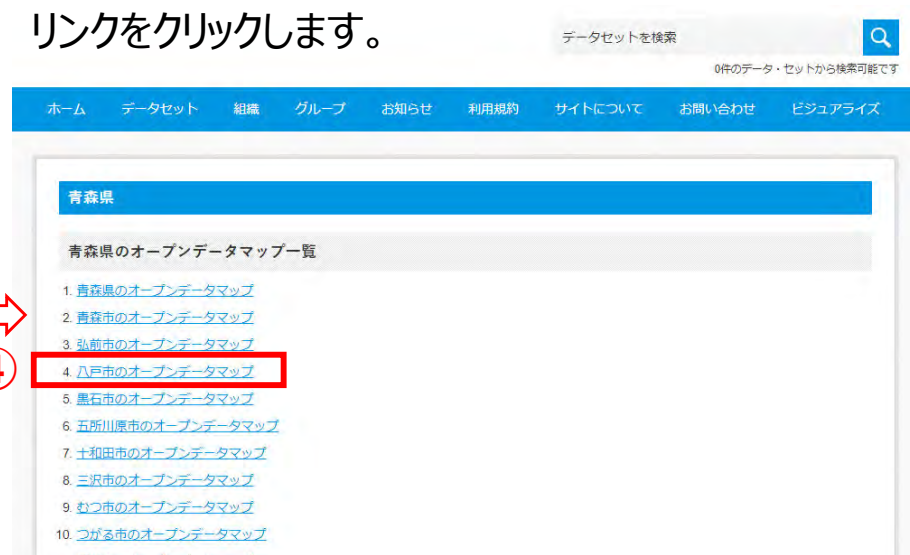 リンクをクリックします。
データセットを検索
0件のデータ・セットから検索可能です
ホーム データセット 組織 グループ お知らせ 利用規約 サイトについて お問い合わせ ビジュアライズ
青森県
青森県のオープンデータマップ一覧
1. 青森県のオープンデータマップ
2. 青森市のオープンデータマップ
3. 弘前市のオープンデータマップ
④
4. 八戸市のオープンデータマップ
5. 黒石市のオープンデータマップ
6. 五所川原市のオープンデータマップ
7. 十和田市のオープンデータマップ
8. 三沢市のオープンデータマップ
9. むつ市のオープンデータマップ
10. つがる市のオープンデータマップ